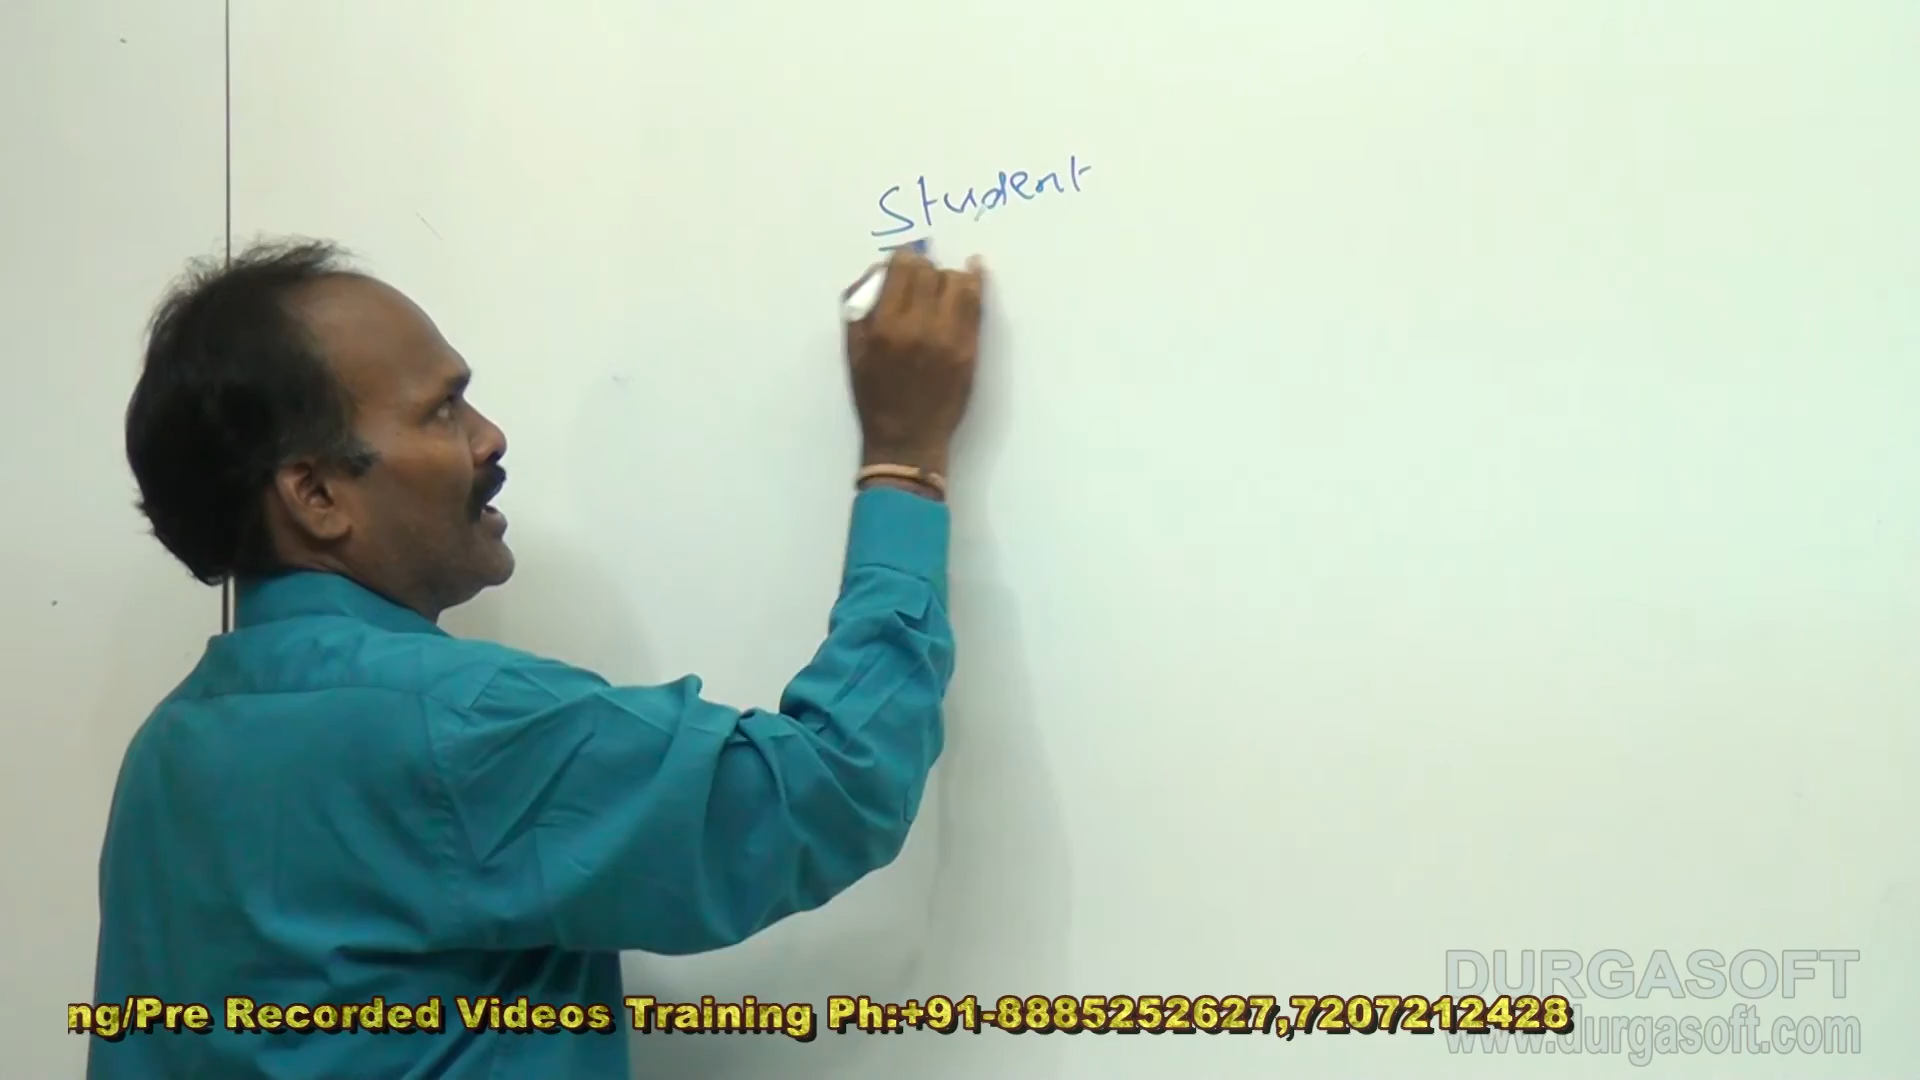 Student
DURGASOFT
ng/Pre Recorded Videos Training Ph:+91-8885252627,7207212428
www.durgasoft.com